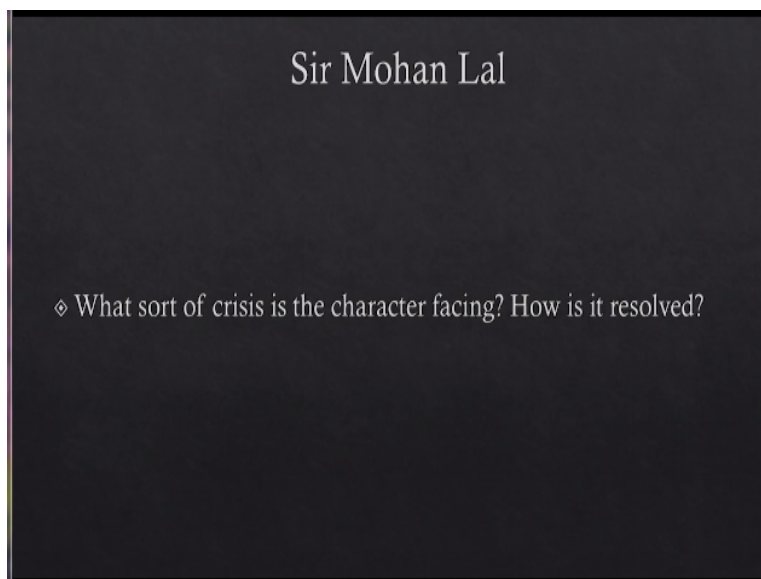 Sir Mohan Lal
What sort of crisis is the character facing? How is it resolved?